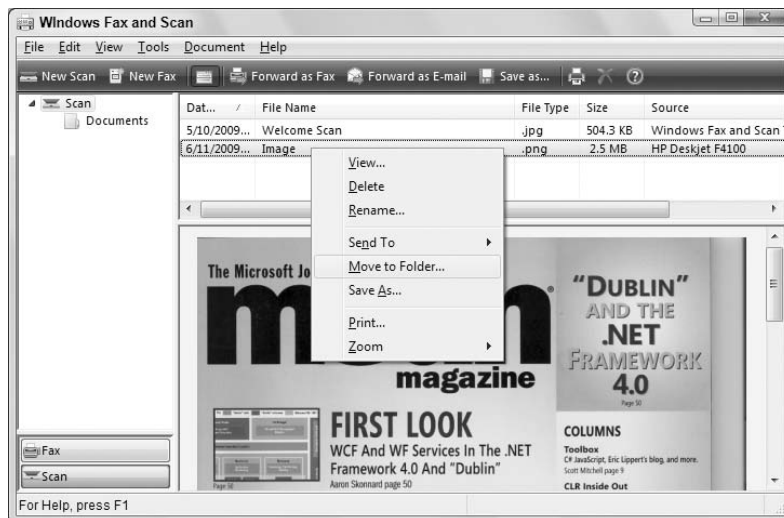 Windows Fax and Scan
File Edit View Tools Document Help
New Scan New Fax Forward as Fax Forward as E-mail Save as...
Scan
Documents
Dat... File Name File Type Size Source
5/10/2009... Welcome Scan .jpg 504.3 KB Windows Fax and Scan
6/11/2009... Image .png 2.5 MB HP Deskjet F4100
View...
Delete
Rename...
Send To
Move to Folder...
Save As...
Print...
Zoom
The Microsoft Jo
magazine
"DUBLIN"
AND THE
.NET
FRAMEWORK
4.0
Page 50
FIRST LOOK
WCF And WF Services In The .NET
Framework 4.0 And "Dublin"
Aaron Skonnard page 50
Page 50
COLUMNS
Toolbox
C# JavaScript, Eric Lippert's blog, and more.
Scott Mitchell page 9
CLR Inside Out
Fax
Scan
For Help, press F1